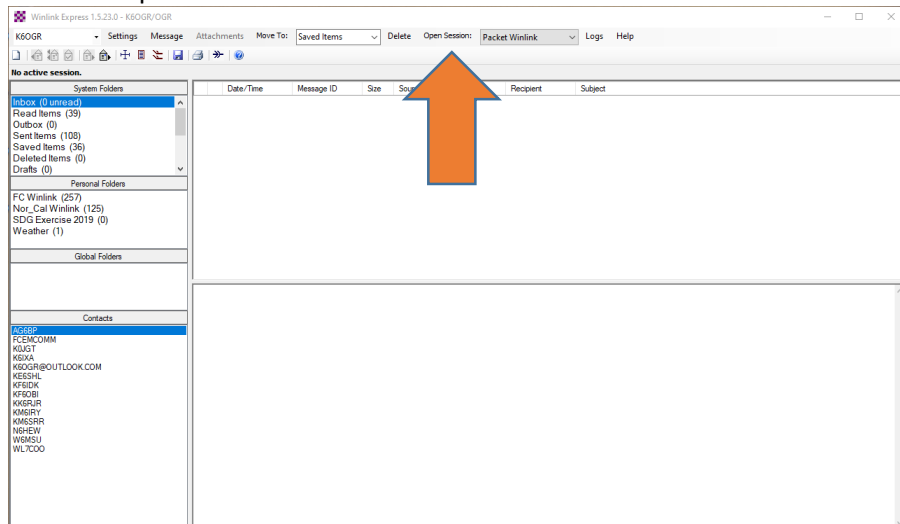 Winlink Express 1.5.23.0 - K6OGR/OGR
K6OGR Settings Message Attachments Move To: Saved Items Delete Open Session: Packet Winlink Logs Help
No active session.
System Folders
Date/Time Message ID Size Recipient Subject
Inbox (0 unread)
Read Items (39)
Outbox (0)
Sent Items (108)
Saved Items (36)
Deleted Items (0)
Drafts (0)
Personal Folders
FC Winlink (257)
Nor_Cal Winlink (125)
SDG Exercise 2019 (0)
Weather (1)
Global Folders
Contacts
AG6BP
FCEMCOMM
K0JGT
K6IXA
K6OGR@OUTLOOK.COM
KE6SHL
KF6IDK
KF6OBI
KK6RJR
KM6IRY
KM6SRR
N6HEW
W6MSU
WL7COO